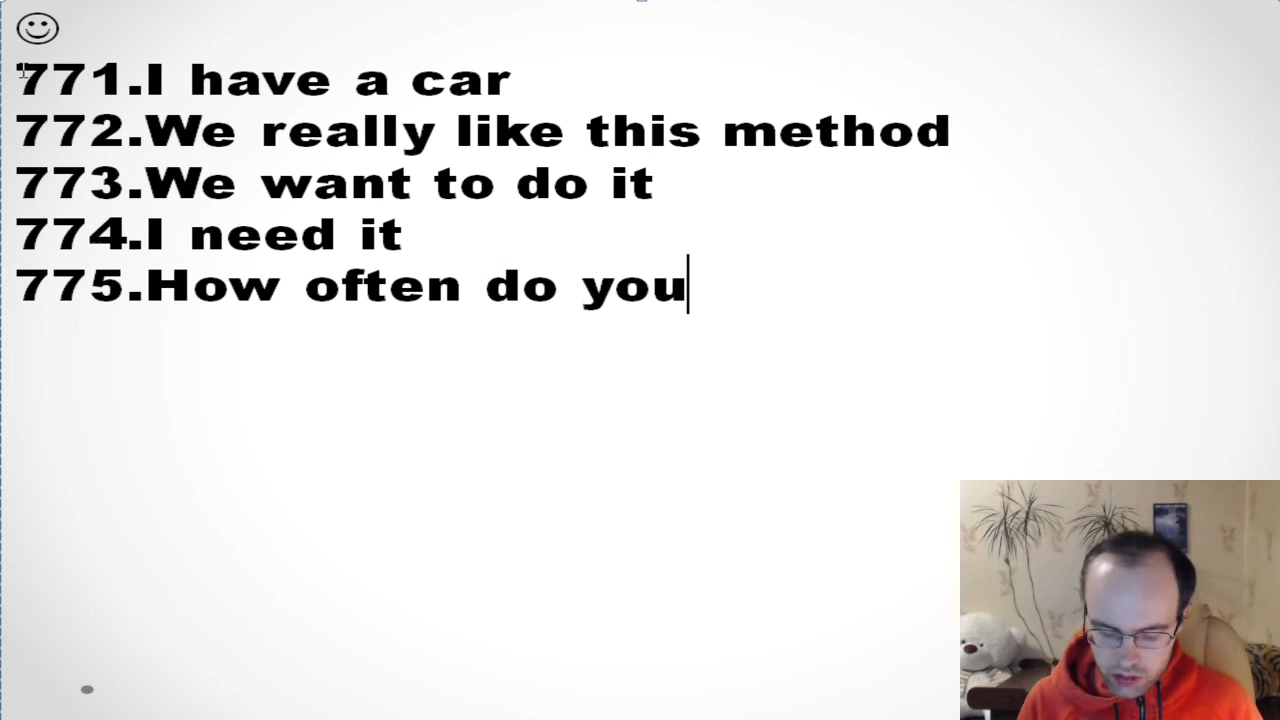 771.I have a car
772.We really like this method
773.We want to do it
774.I need it
775.How often do you